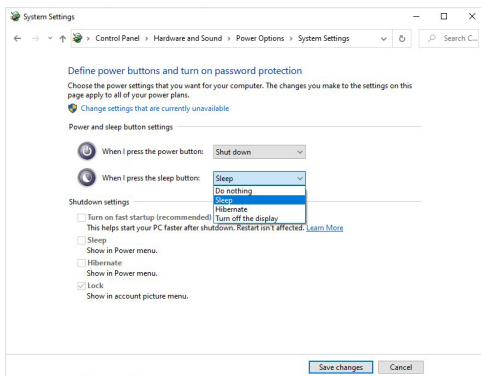 System Settings
Control Panel > Hardware and Sound > Power Options > System Settings
Search C...
Define power buttons and turn on password protection
Choose the power settings that you want for your computer. The changes you make to the settings on this
page apply to all of your power plans.
Change settings that are currently unavailable
Power and sleep button settings
When I press the power button: Shut down
When I press the sleep button: Sleep
Do nothing
Sleep
Hibernate
Turn off the display
Shutdown settings
Turn on fast startup (recommended)
This helps start your PC faster after shutdown. Restart isn't affected. Learn More
Sleep
Show in Power menu.
Hibernate
Show in Power menu.
Lock
Show in account picture menu.
Save changes Cancel